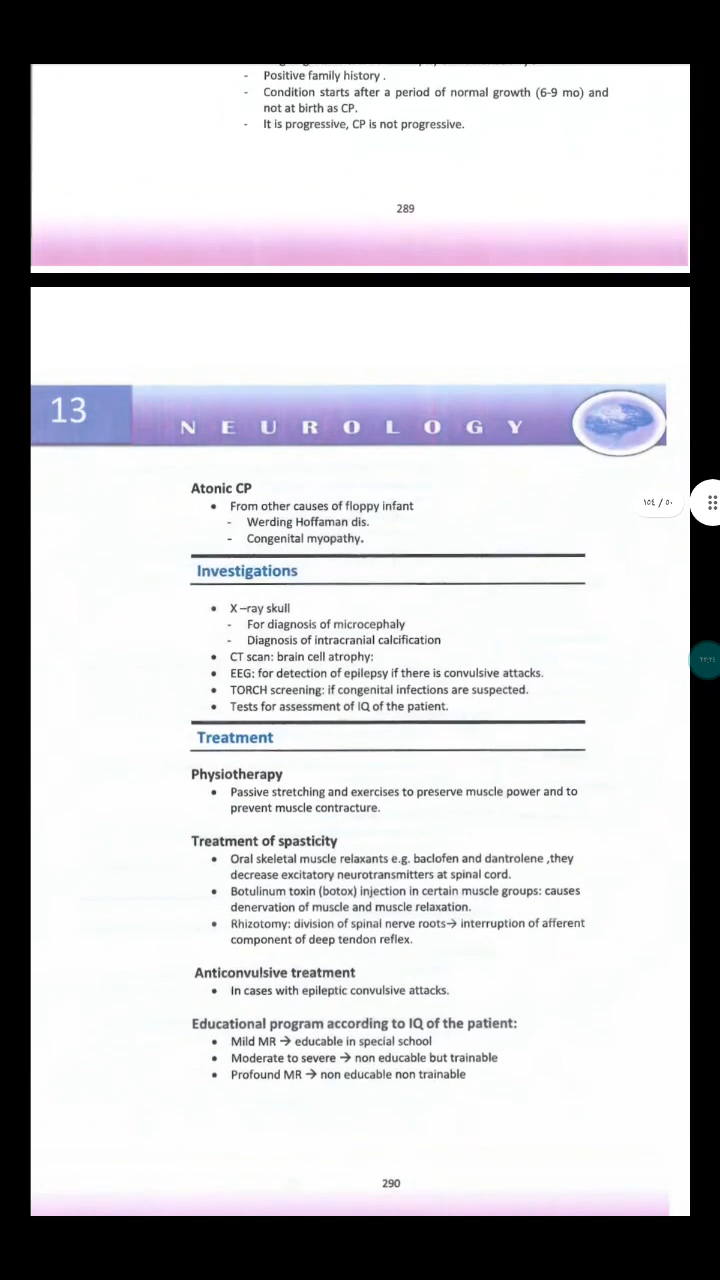 - Positive family history .
- Condition starts after a period of normal growth (6-9 mo) and
not at birth as CP.
- It is progressive, CP is not progressive.
289
13
NEUROLOGY
Atonic CP
• From other causes of floppy infant
- Werding Hoffaman dis.
- Congenital myopathy.
١٥٤ / ٥٠
Investigations
• X –ray skull
- For diagnosis of microcephaly
- Diagnosis of intracranial calcification
• CT scan: brain cell atrophy:
• EEG: for detection of epilepsy if there is convulsive attacks.
• TORCH screening: if congenital infections are suspected.
• Tests for assessment of IQ of the patient.
Treatment
Physiotherapy
• Passive stretching and exercises to preserve muscle power and to
prevent muscle contracture.
Treatment of spasticity
• Oral skeletal muscle relaxants e.g. baclofen and dantrolene ,they
decrease excitatory neurotransmitters at spinal cord.
• Botulinum toxin (botox) injection in certain muscle groups: causes
denervation of muscle and muscle relaxation.
• Rhizotomy: division of spinal nerve roots→ interruption of afferent
component of deep tendon reflex.
Anticonvulsive treatment
• In cases with epileptic convulsive attacks.
Educational program according to IQ of the patient:
• Mild MR → educable in special school
• Moderate to severe → non educable but trainable
• Profound MR → non educable non trainable
290